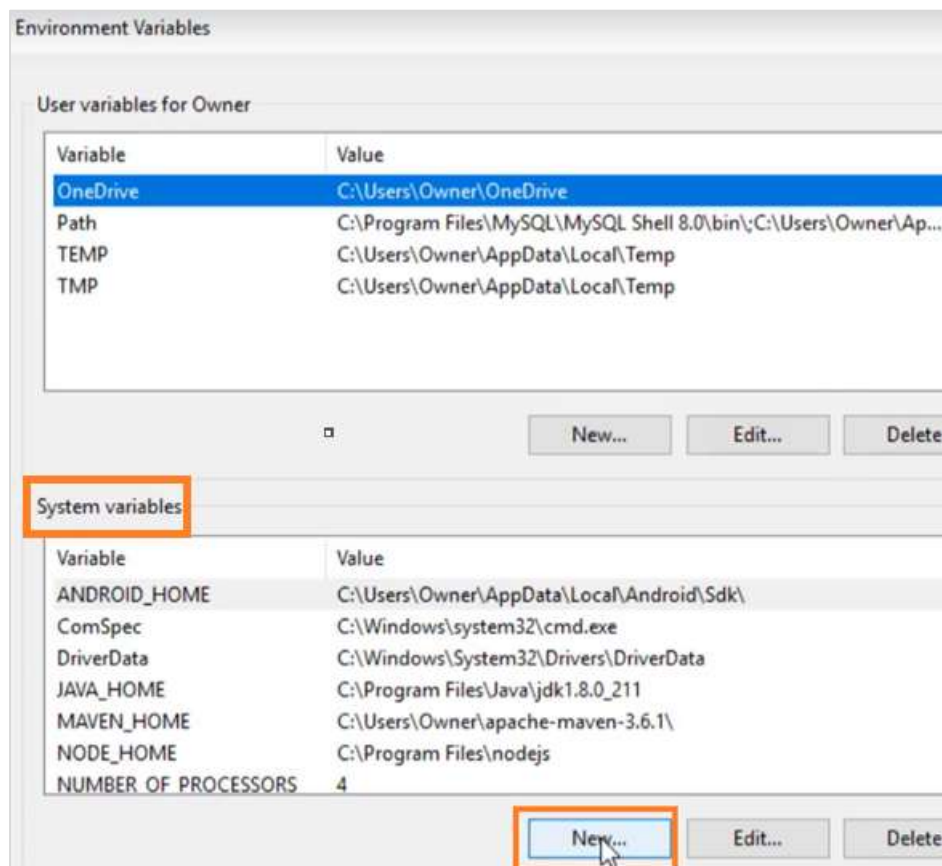 Environment Variables
User variables for Owner
Variable Value
OneDrive C:\Users\Owner\OneDrive
Path C:\Program Files\MySQL\MySQL Shell 8.0\bin\;C:\Users\Owner\Ap...
TEMP C:\Users\Owner\AppData\Local\Temp
TMP C:\Users\Owner\AppData\Local\Temp
New... Edit... Delete
System variables
Variable Value
ANDROID_HOME C:\Users\Owner\AppData\Local\Android\Sdk\
ComSpec C:\Windows\system32\cmd.exe
DriverData C:\Windows\System32\Drivers\DriverData
JAVA_HOME C:\Program Files\Java\jdk1.8.0_211
MAVEN_HOME C:\Users\Owner\apache-maven-3.6.1\
NODE_HOME C:\Program Files\nodejs
NUMBER_OF_PROCESSORS 4
New... Edit... Delete